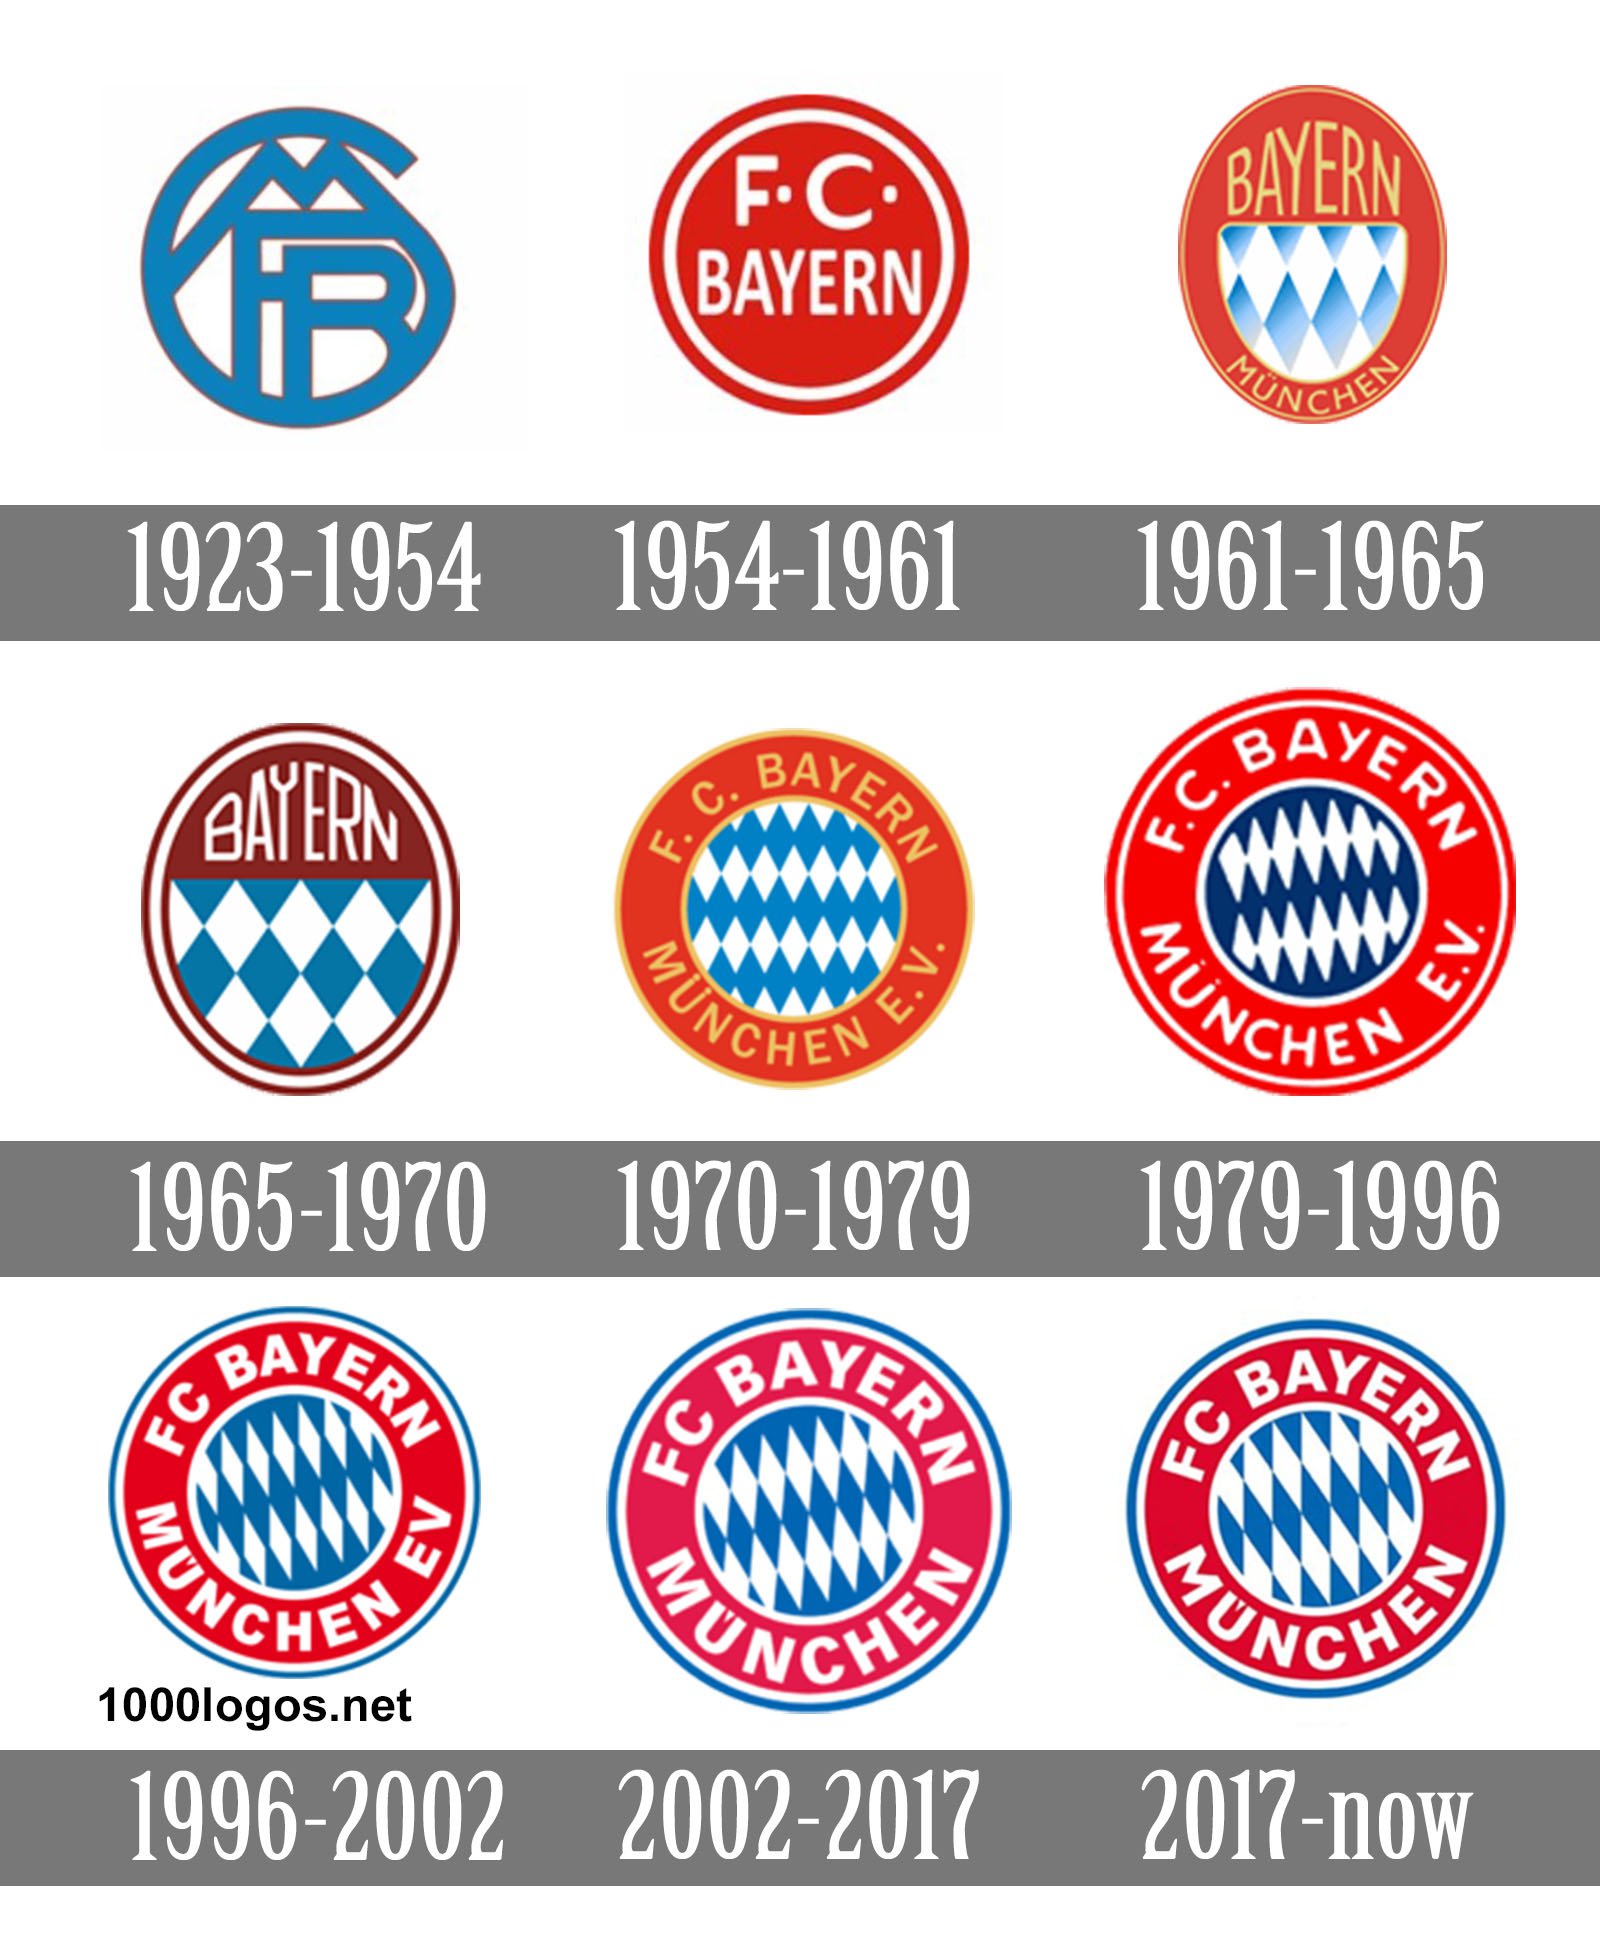 FCBM
F.C.
BAYERN
BAYERN
MÜNCHEN
1923-1954
1954-1961
1961-1965
BAYERN
F. C. BAYERN
MÜNCHEN E.V.
F.C. BAYERN
MÜNCHEN E.V.
1965-1970
1970-1979
1979-1996
FC BAYERN
MÜNCHEN EV
FC BAYERN
MÜNCHEN
FC BAYERN
MÜNCHEN
1000logos.net
1996-2002
2002-2017
2017-now